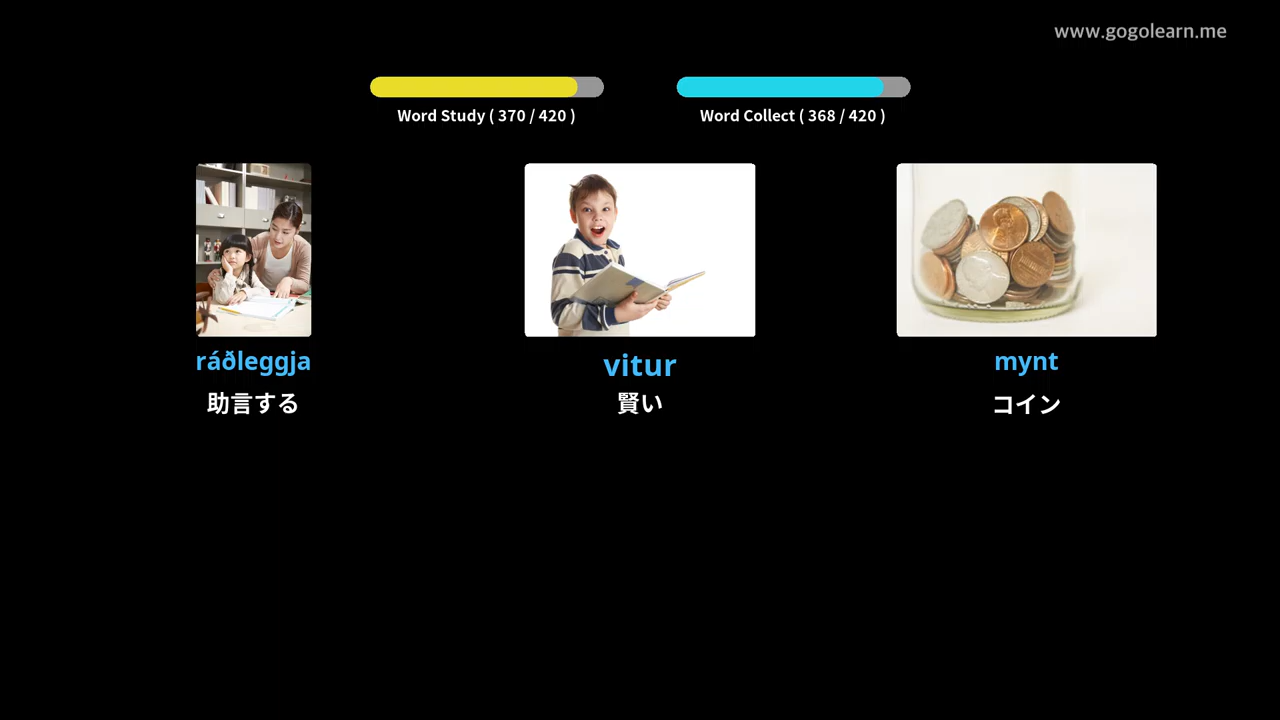 www.gogolearn.me
Word Study ( 370 / 420 )
Word Collect ( 368 / 420 )
ráðleggja
vitur
mynt
助言する
賢い
コイン